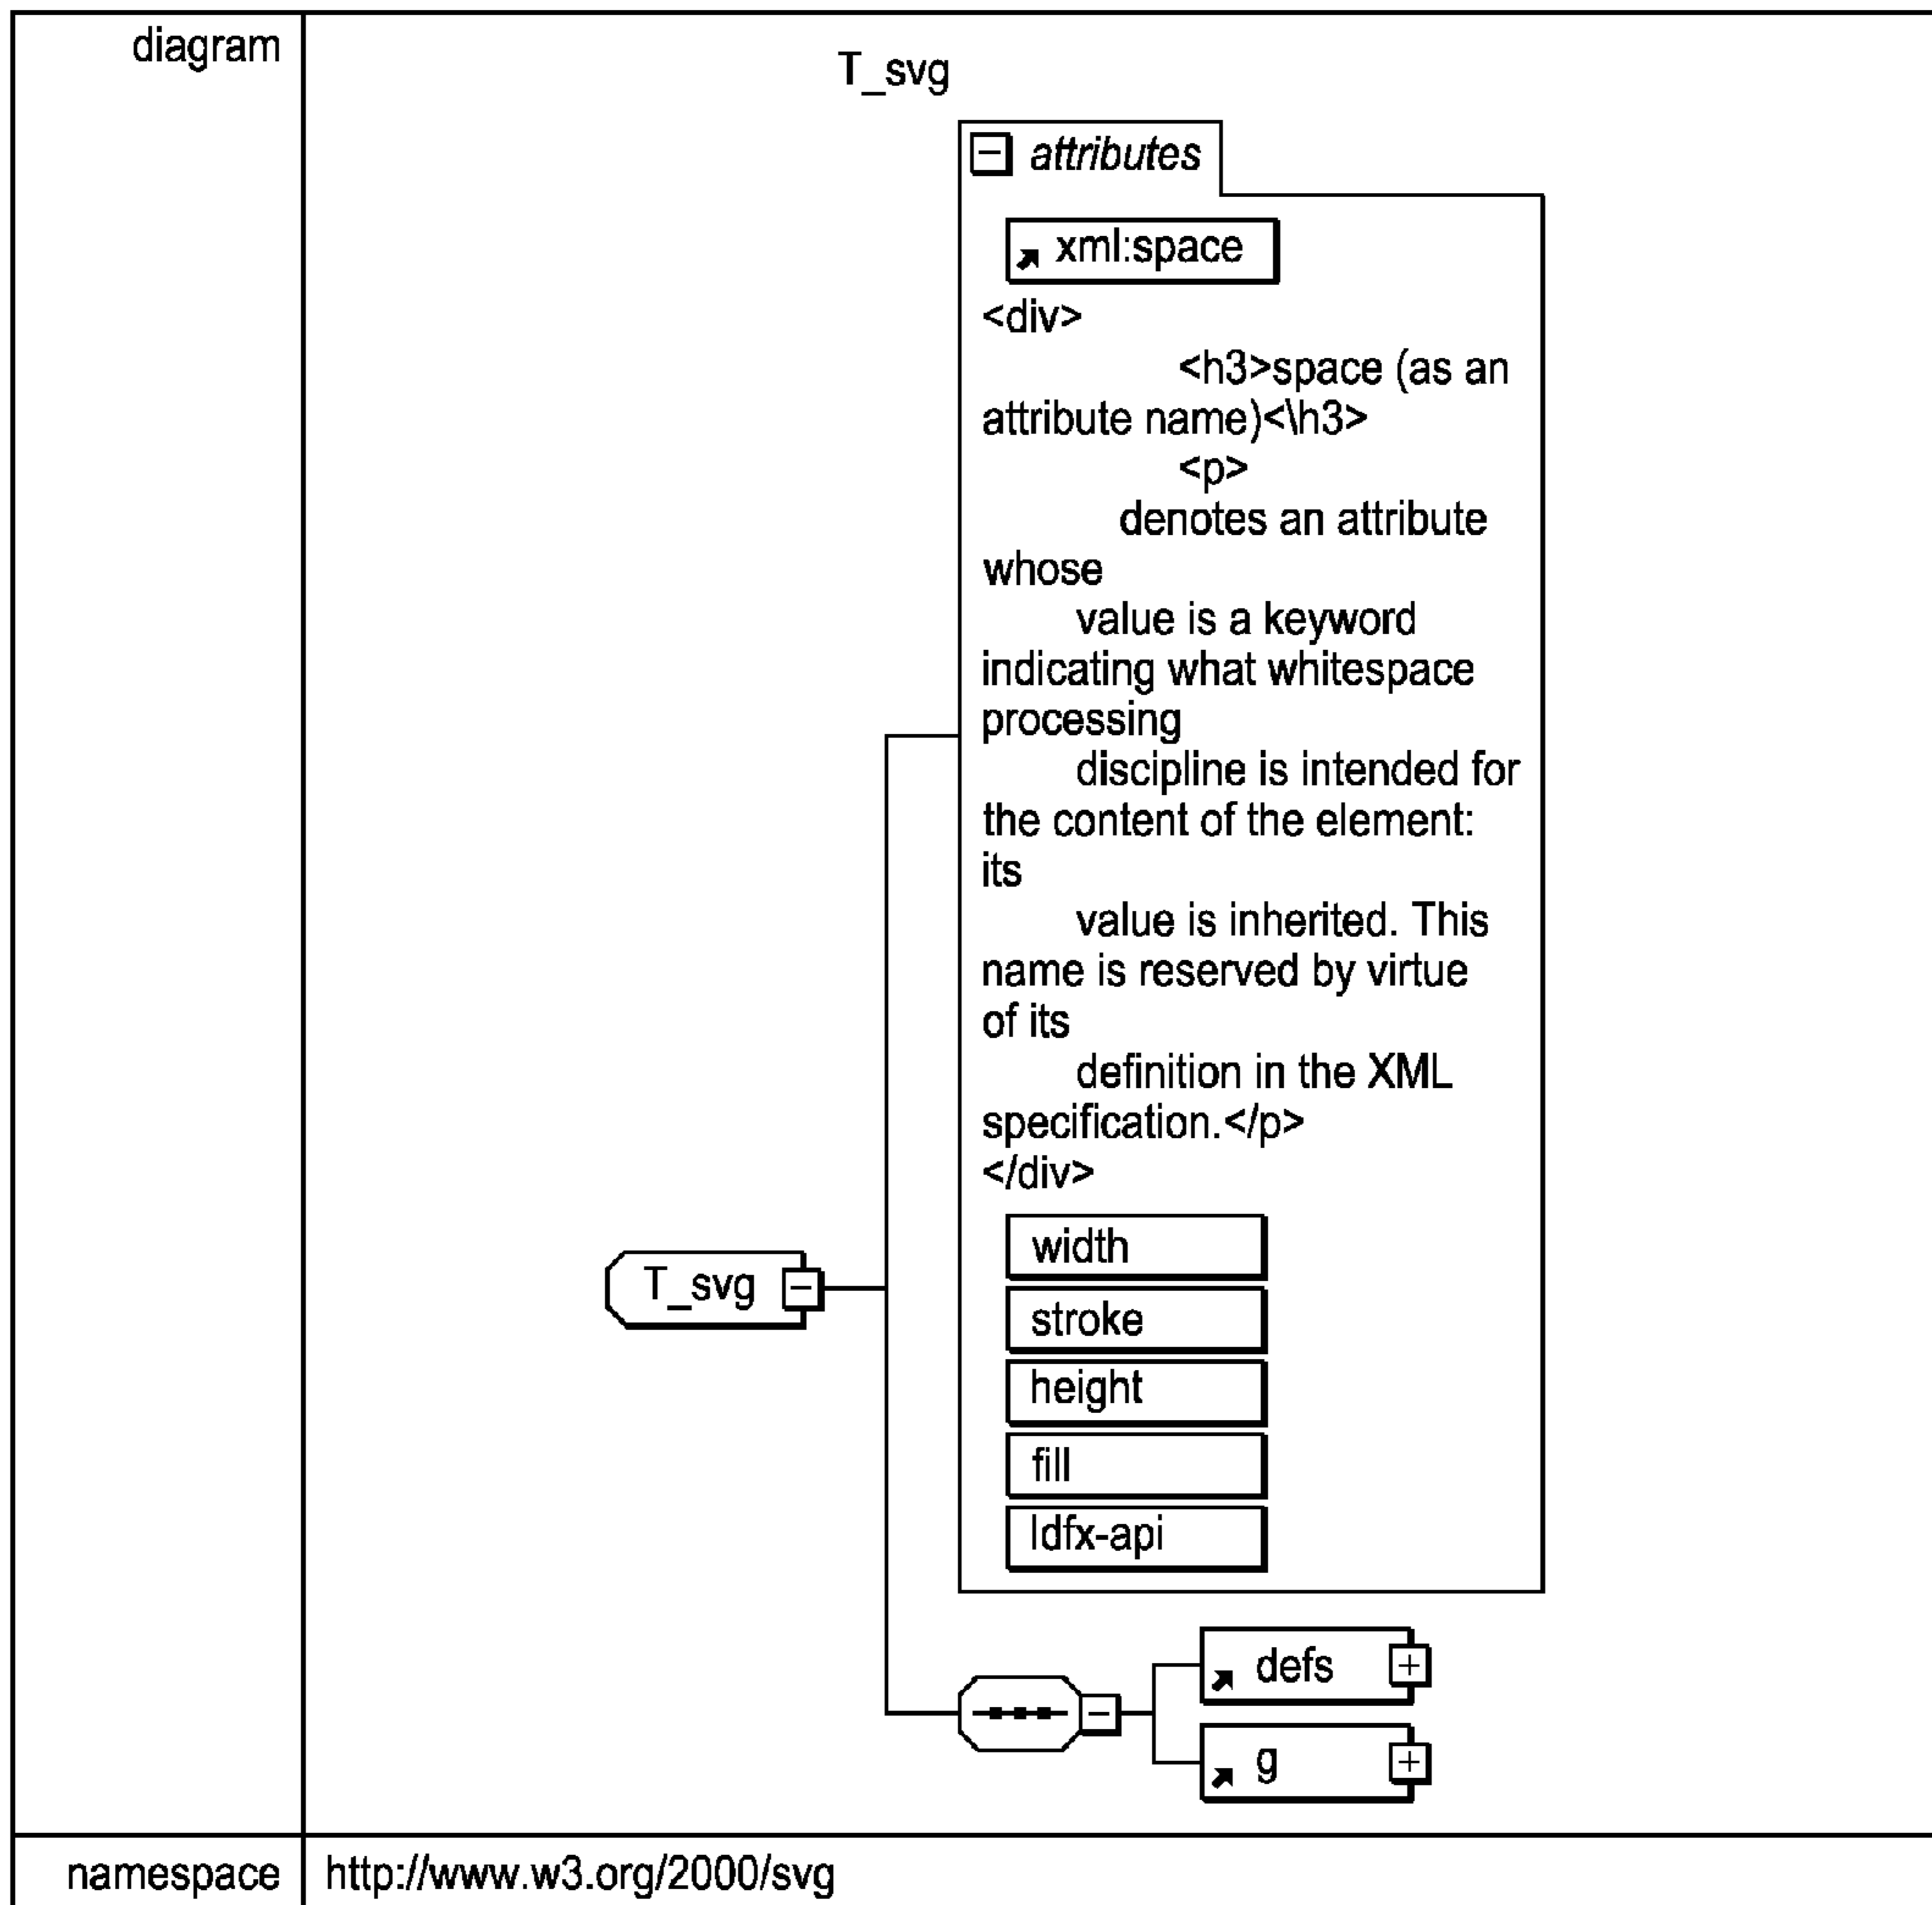 diagram
T_svg
attributes
xml:space
<div>
<h3>space (as an
attribute name)<\h3>
<p>
denotes an attribute
whose
value is a keyword
indicating what whitespace
processing
discipline is intended for
the content of the element:
its
value is inherited. This
name is reserved by virtue
of its
definition in the XML
specification.</p>
</div>
width
T_svg
stroke
height
fill
ldfx-api
defs
g
namespace http://www.w3.org/2000/svg